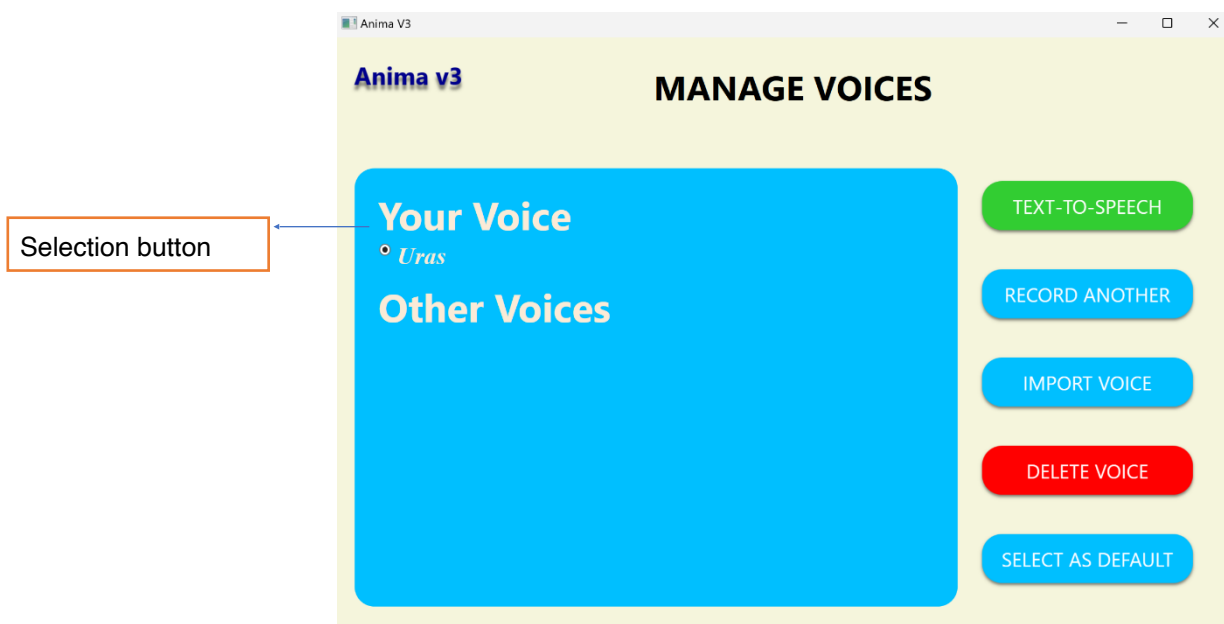 Anima V3
Anima v3
MANAGE VOICES
Selection button
Your Voice
Uras
Other Voices
TEXT-TO-SPEECH
RECORD ANOTHER
IMPORT VOICE
DELETE VOICE
SELECT AS DEFAULT